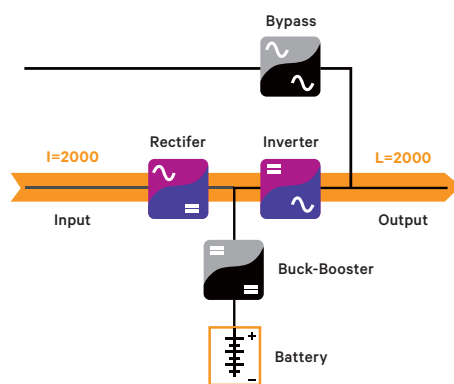 Bypass
Rectifer
Inverter
I=2000
L=2000
Input
Output
Buck-Booster
+
Battery
–